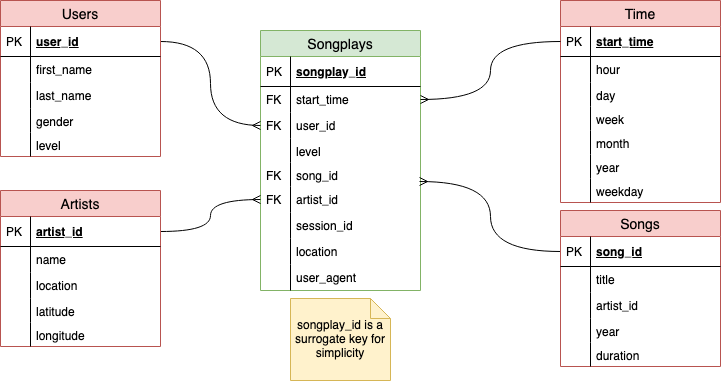 Users
PK user_id
first_name
last_name
gender
level
Artists
PK artist_id
name
location
latitude
longitude
Songplays
PK songplay_id
FK start_time
FK user_id
level
FK song_id
FK artist_id
session_id
location
user_agent
songplay_id is a
surrogate key for
simplicity
Time
PK start_time
hour
day
week
month
year
weekday
Songs
PK song_id
title
artist_id
year
duration